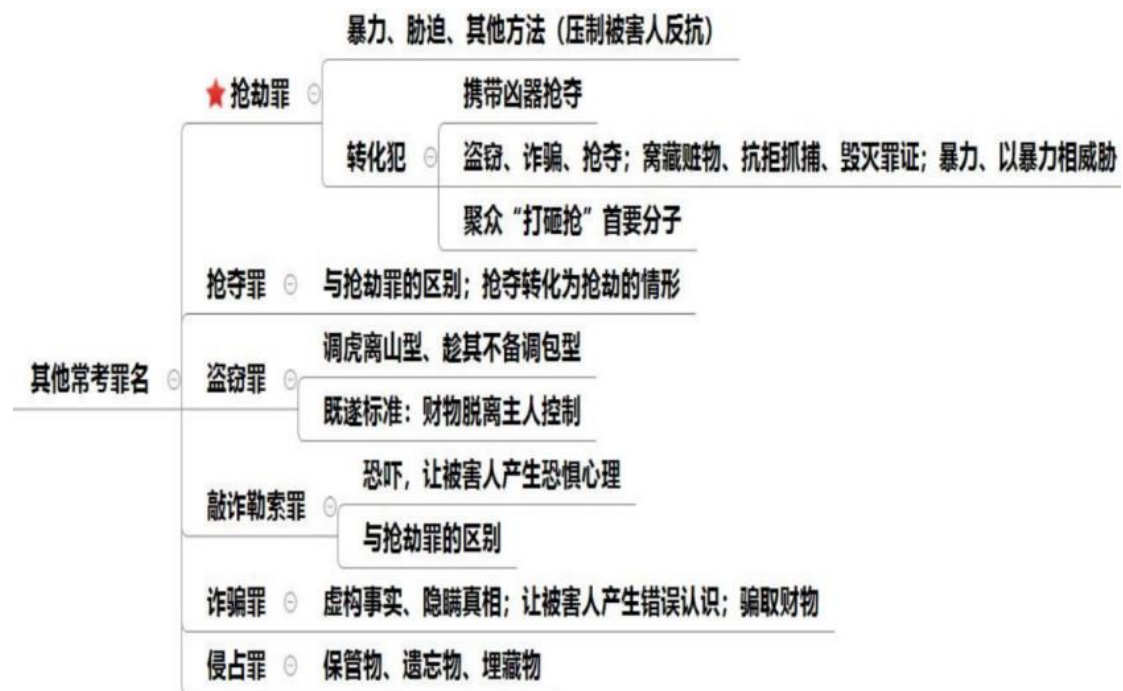 暴力、胁迫、其他方法（压制被害人反抗）
抢劫罪
携带凶器抢夺
转化犯
盗窃、诈骗、抢夺；窝藏赃物、抗拒抓捕、毁灭罪证；暴力、以暴力相威胁
聚众“打砸抢”首要分子
抢夺罪
与抢劫罪的区别；抢夺转化为抢劫的情形
调虎离山型、趁其不备调包型
其他常考罪名
盗窃罪
既遂标准：财物脱离主人控制
恐吓，让被害人产生恐惧心理
敲诈勒索罪
与抢劫罪的区别
诈骗罪
虚构事实、隐瞒真相；让被害人产生错误认识；骗取财物
侵占罪
保管物、遗忘物、埋藏物